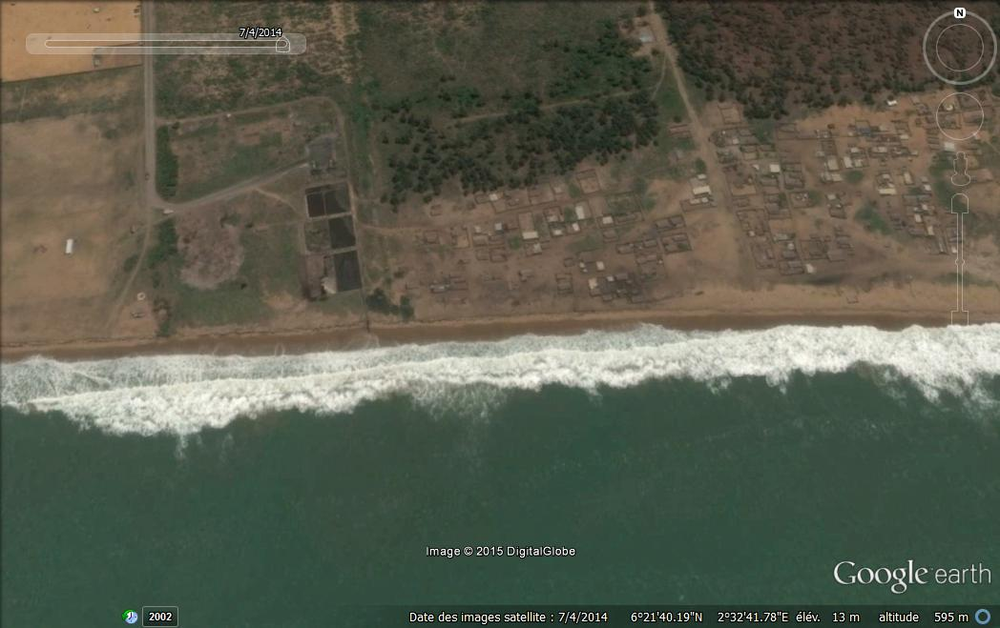 7/4/2014
N
Image © 2015 DigitalGlobe
Google earth
2002
Date des images satellite : 7/4/2014 6°21'40.19"N 2°32'41.78"E élév. 13 m altitude 595 m